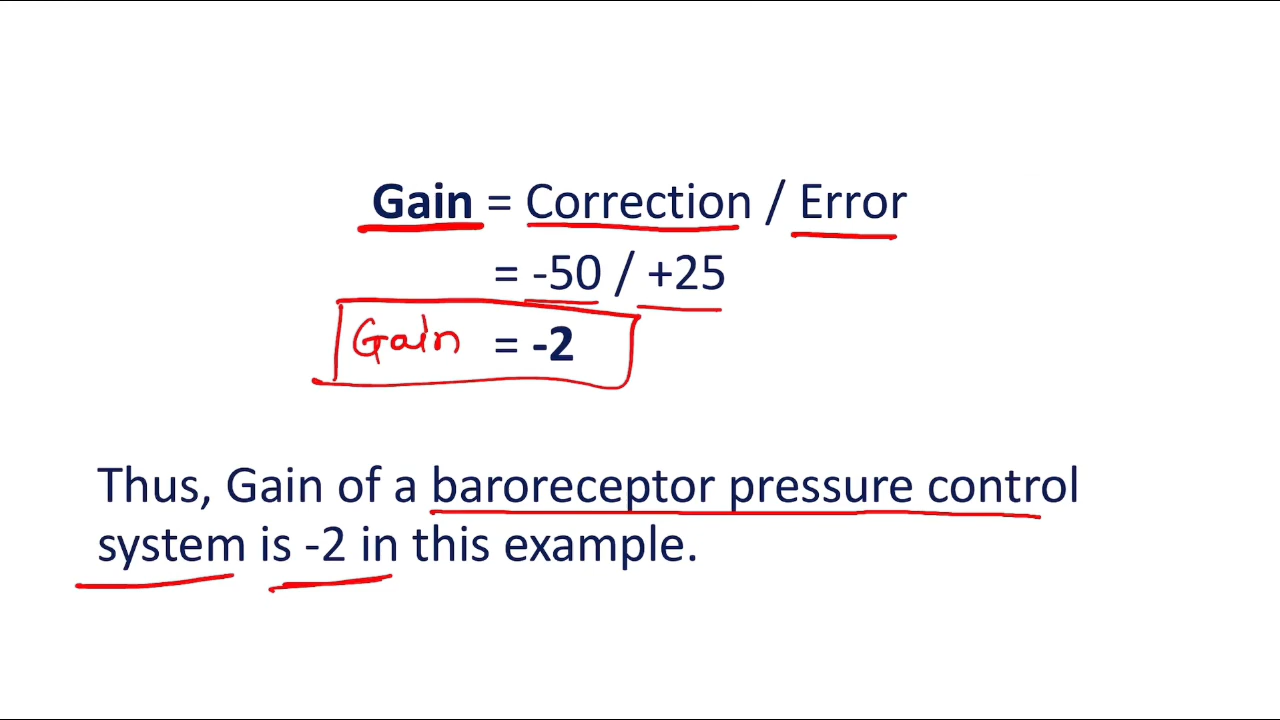 Gain = Correction / Error
= -50 / +25
Gain = -2
Thus, Gain of a baroreceptor pressure control
system is -2 in this example.